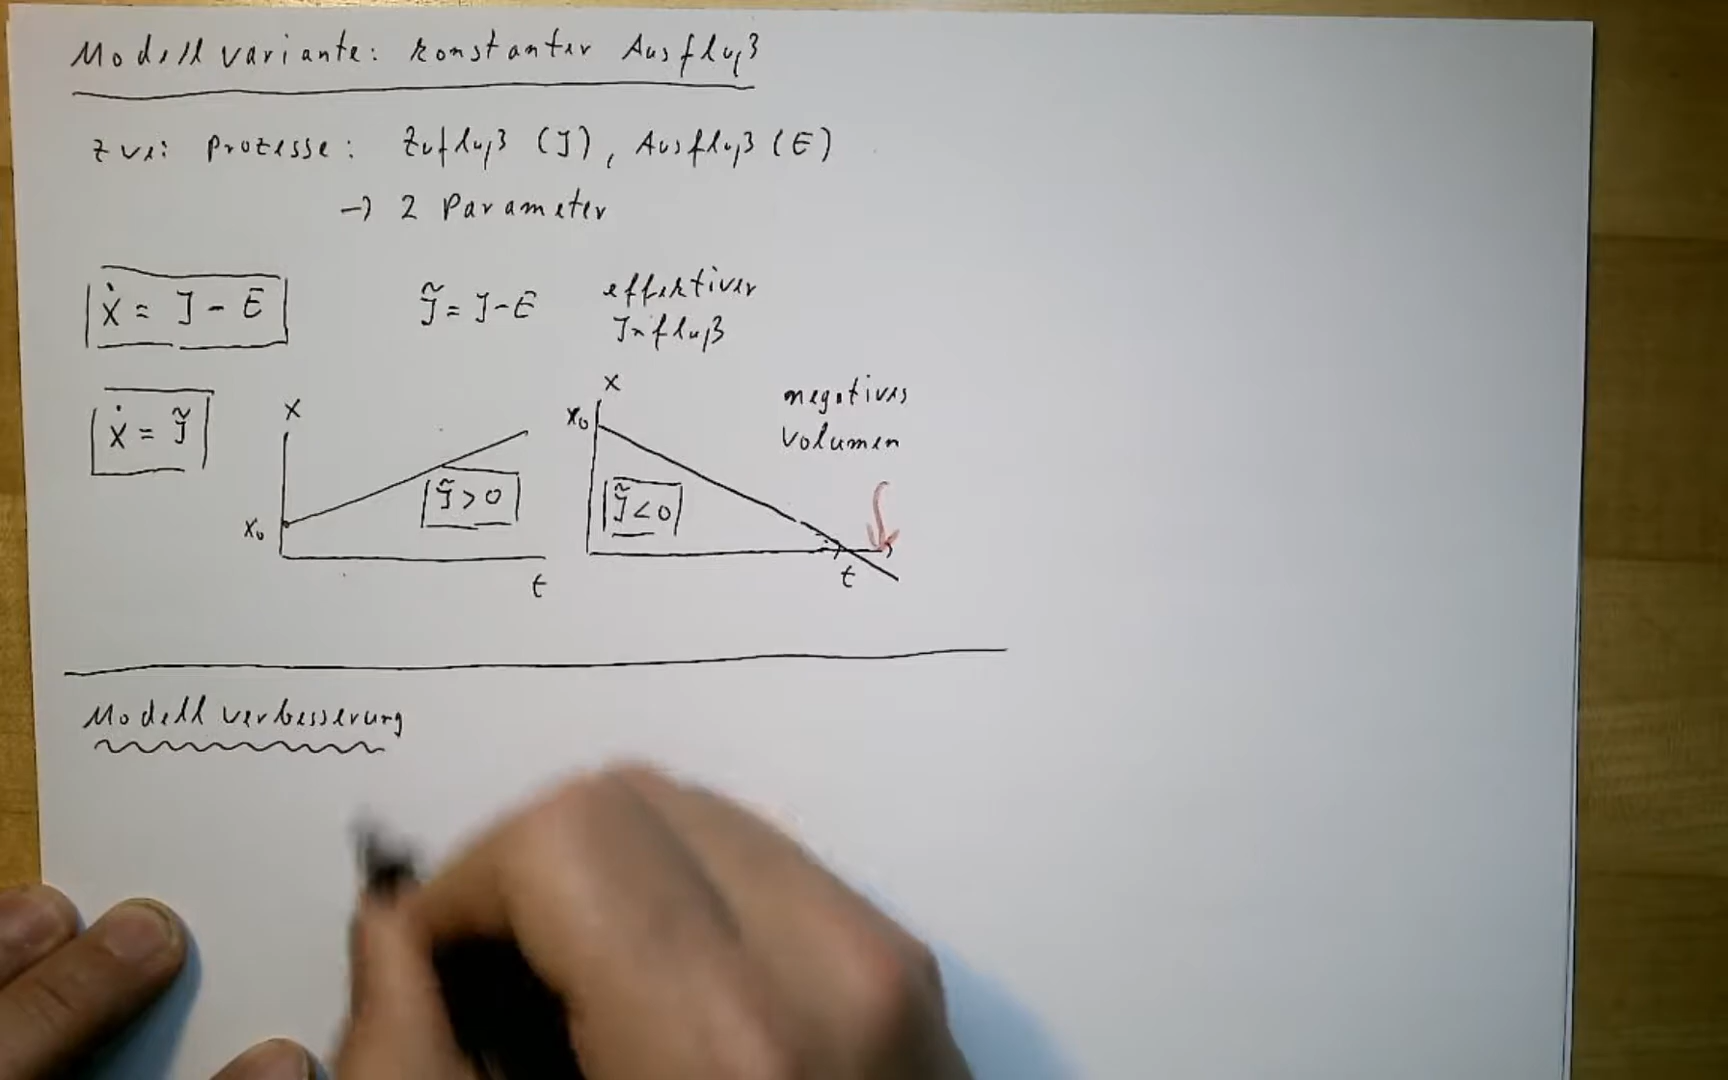 Modellvariante: Konstanter Ausfluß
Zwei Prozesse: Zufluß (J), Ausfluß (E)
→ 2 Parameter
ẋ = J - E
J̃ = J - E
effektiver
Influß
ẋ = J̃
x
x₀
J̃ > 0
t
x
x₀
J̃ < 0
t
negatives
Volumen
Modellverbesserung